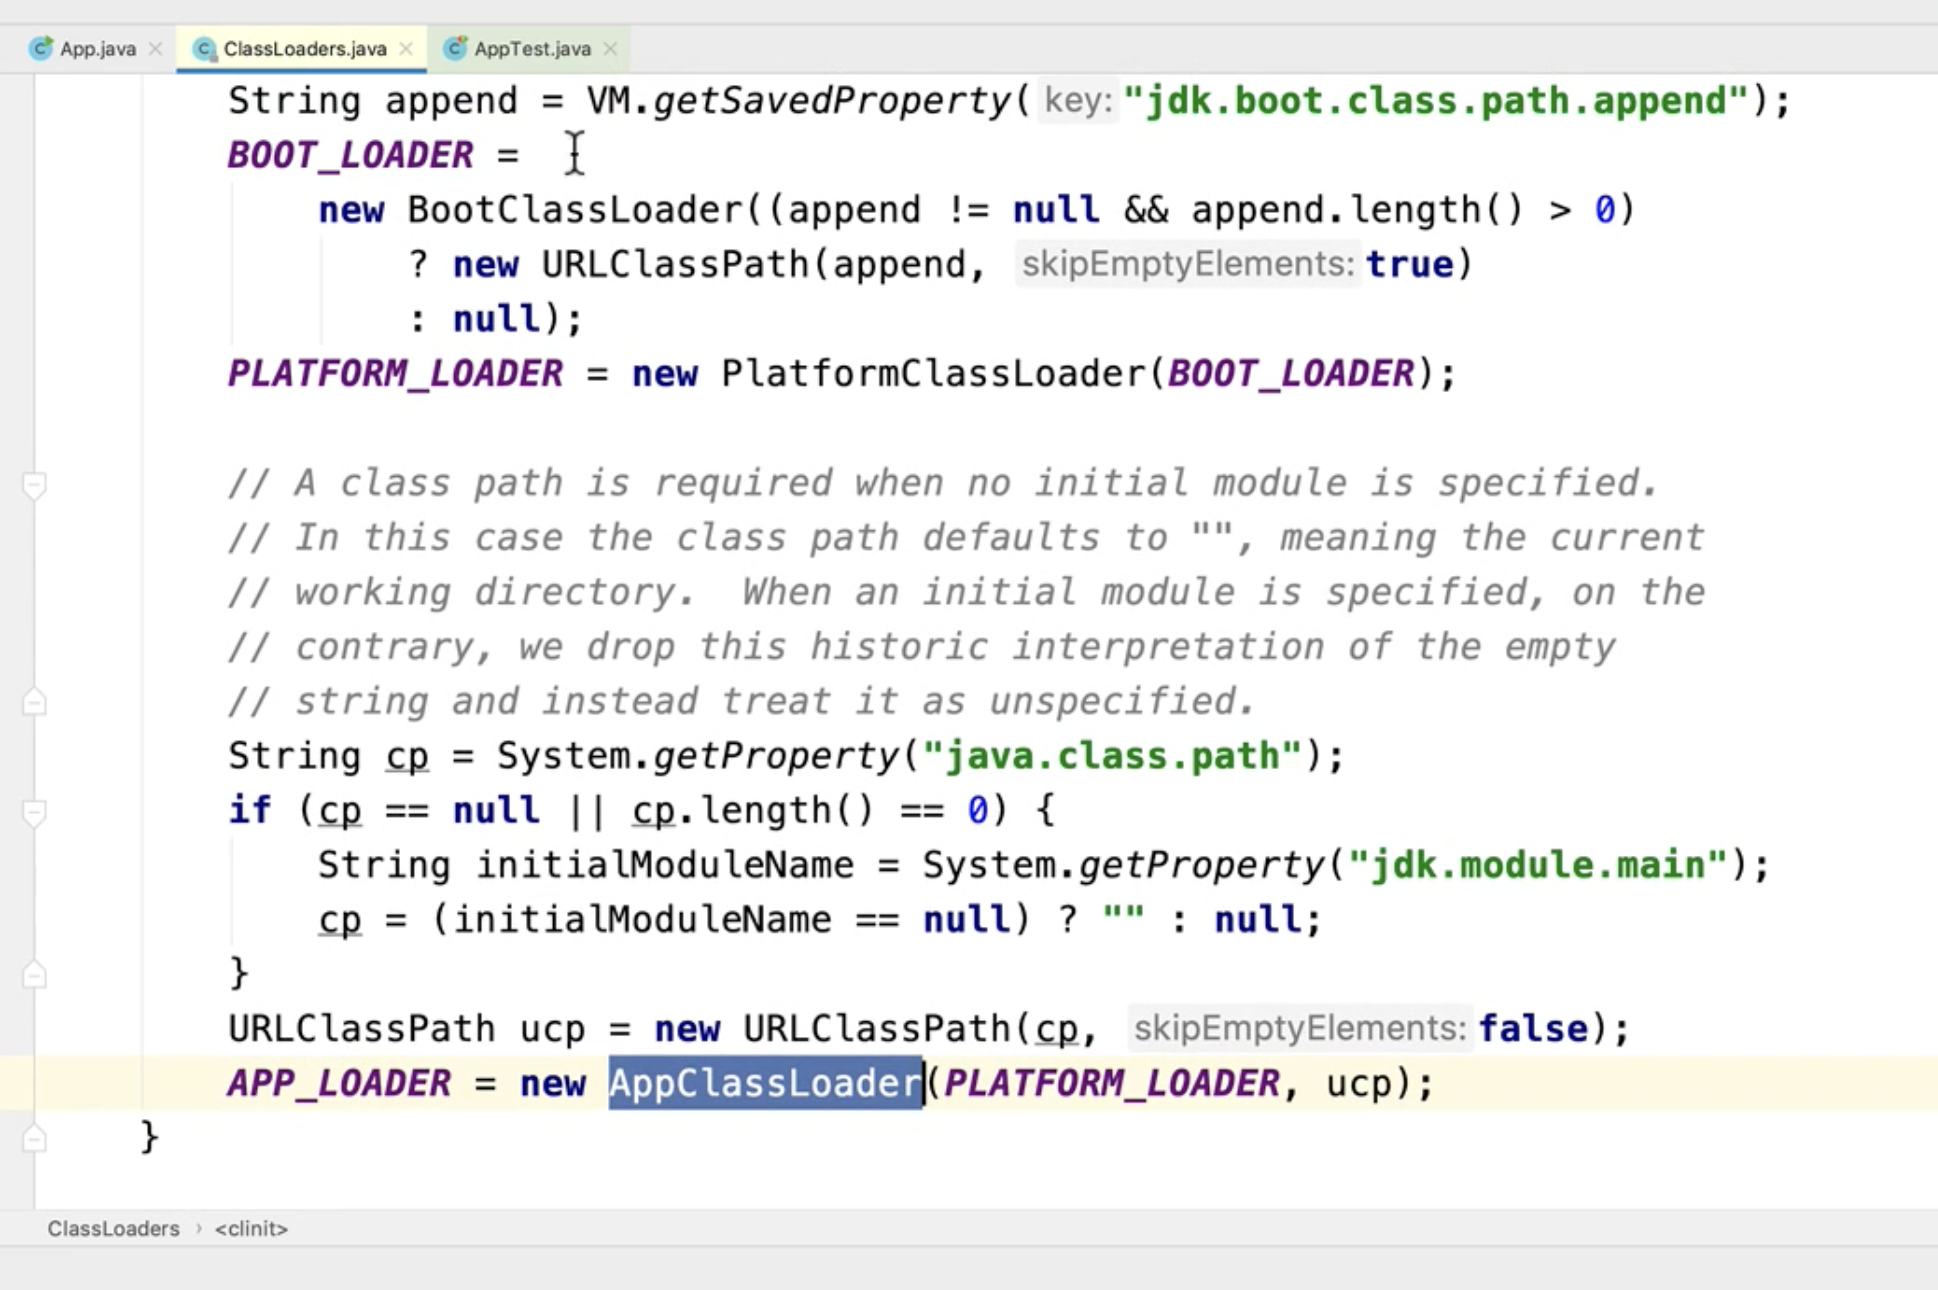 App.java ClassLoaders.java AppTest.java
String append = VM.getSavedProperty( key: "jdk.boot.class.path.append");
BOOT_LOADER =
new BootClassLoader((append != null && append.length() > 0)
? new URLClassPath(append, skipEmptyElements: true)
: null);
PLATFORM_LOADER = new PlatformClassLoader(BOOT_LOADER);
// A class path is required when no initial module is specified.
// In this case the class path defaults to "", meaning the current
// working directory.  When an initial module is specified, on the
// contrary, we drop this historic interpretation of the empty
// string and instead treat it as unspecified.
String cp = System.getProperty("java.class.path");
if (cp == null || cp.length() == 0) {
String initialModuleName = System.getProperty("jdk.module.main");
cp = (initialModuleName == null) ? "" : null;
}
URLClassPath ucp = new URLClassPath(cp, skipEmptyElements: false);
APP_LOADER = new AppClassLoader(PLATFORM_LOADER, ucp);
}
ClassLoaders › <clinit>